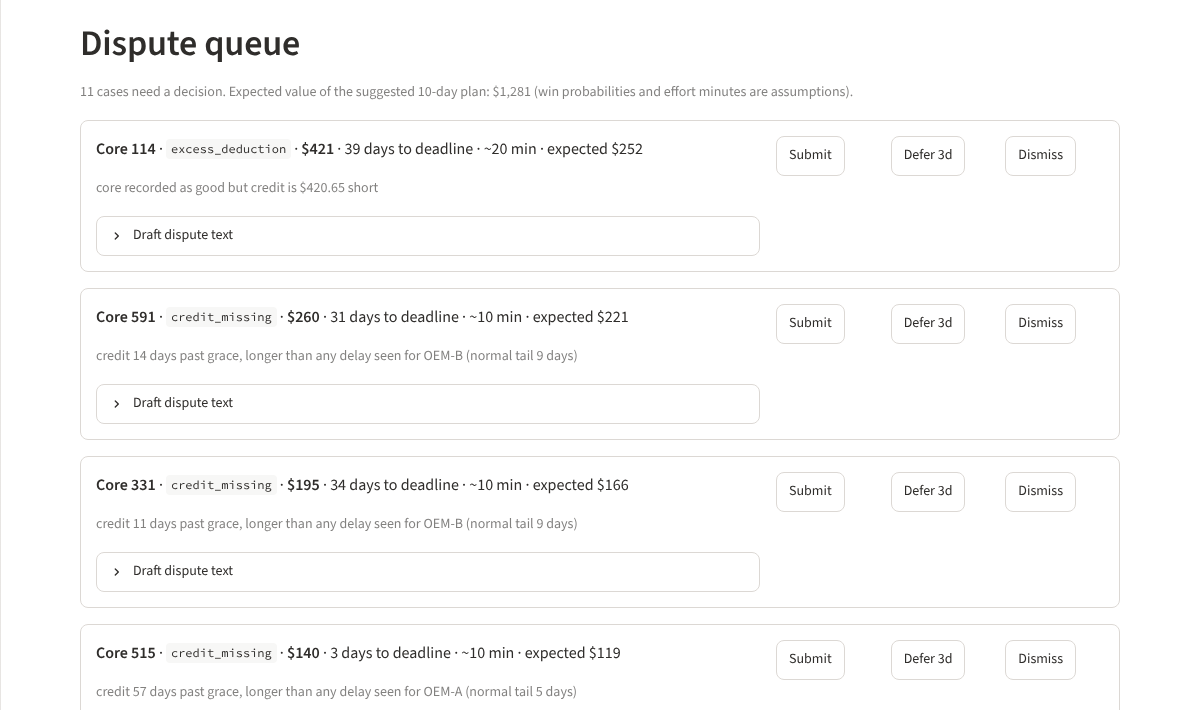 Dispute queue
11 cases need a decision. Expected value of the suggested 10-day plan: $1,281 (win probabilities and effort minutes are assumptions).
Core 114 · excess_deduction · $421 · 39 days to deadline · ~20 min · expected $252
Submit
Defer 3d
Dismiss
core recorded as good but credit is $420.65 short
Draft dispute text
Core 591 · credit_missing · $260 · 31 days to deadline · ~10 min · expected $221
Submit
Defer 3d
Dismiss
credit 14 days past grace, longer than any delay seen for OEM-B (normal tail 9 days)
Draft dispute text
Core 331 · credit_missing · $195 · 34 days to deadline · ~10 min · expected $166
Submit
Defer 3d
Dismiss
credit 11 days past grace, longer than any delay seen for OEM-B (normal tail 9 days)
Draft dispute text
Core 515 · credit_missing · $140 · 3 days to deadline · ~10 min · expected $119
Submit
Defer 3d
Dismiss
credit 57 days past grace, longer than any delay seen for OEM-A (normal tail 5 days)